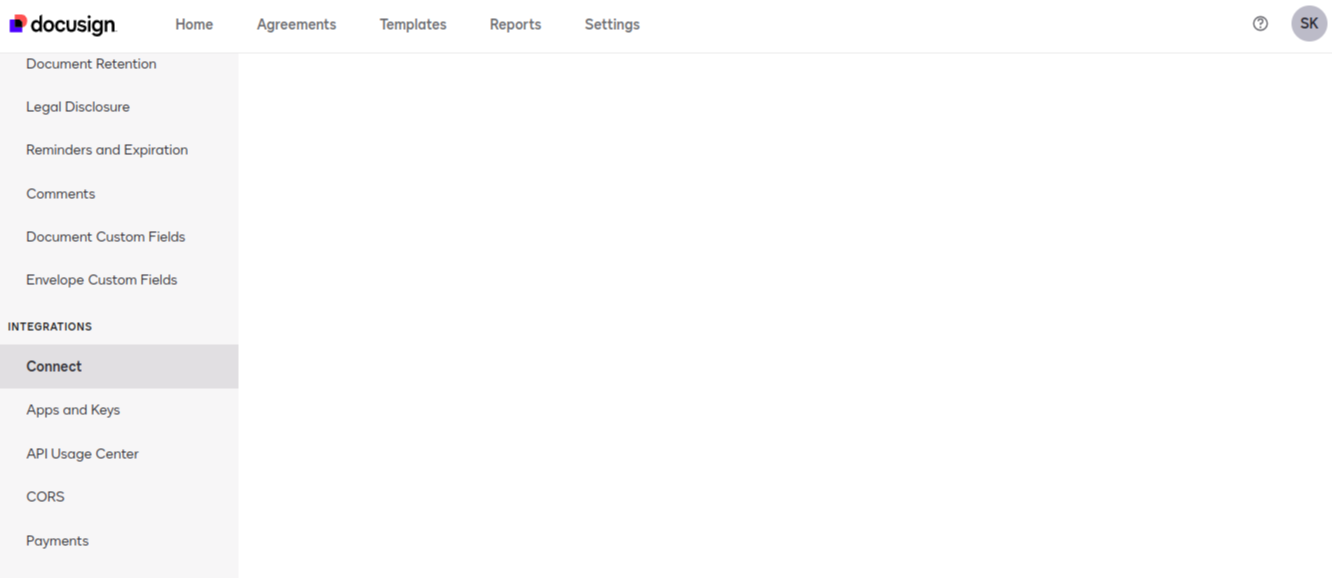 docusign Home Agreements Templates Reports Settings SK
Document Retention
Legal Disclosure
Reminders and Expiration
Comments
Document Custom Fields
Envelope Custom Fields
INTEGRATIONS
Connect
Apps and Keys
API Usage Center
CORS
Payments